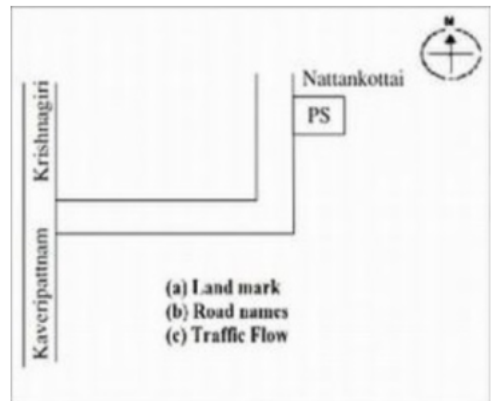 N
Nattankottai
PS
Krishnagiri
Kaveripattnam
(a) Land mark
(b) Road names
(c) Traffic Flow